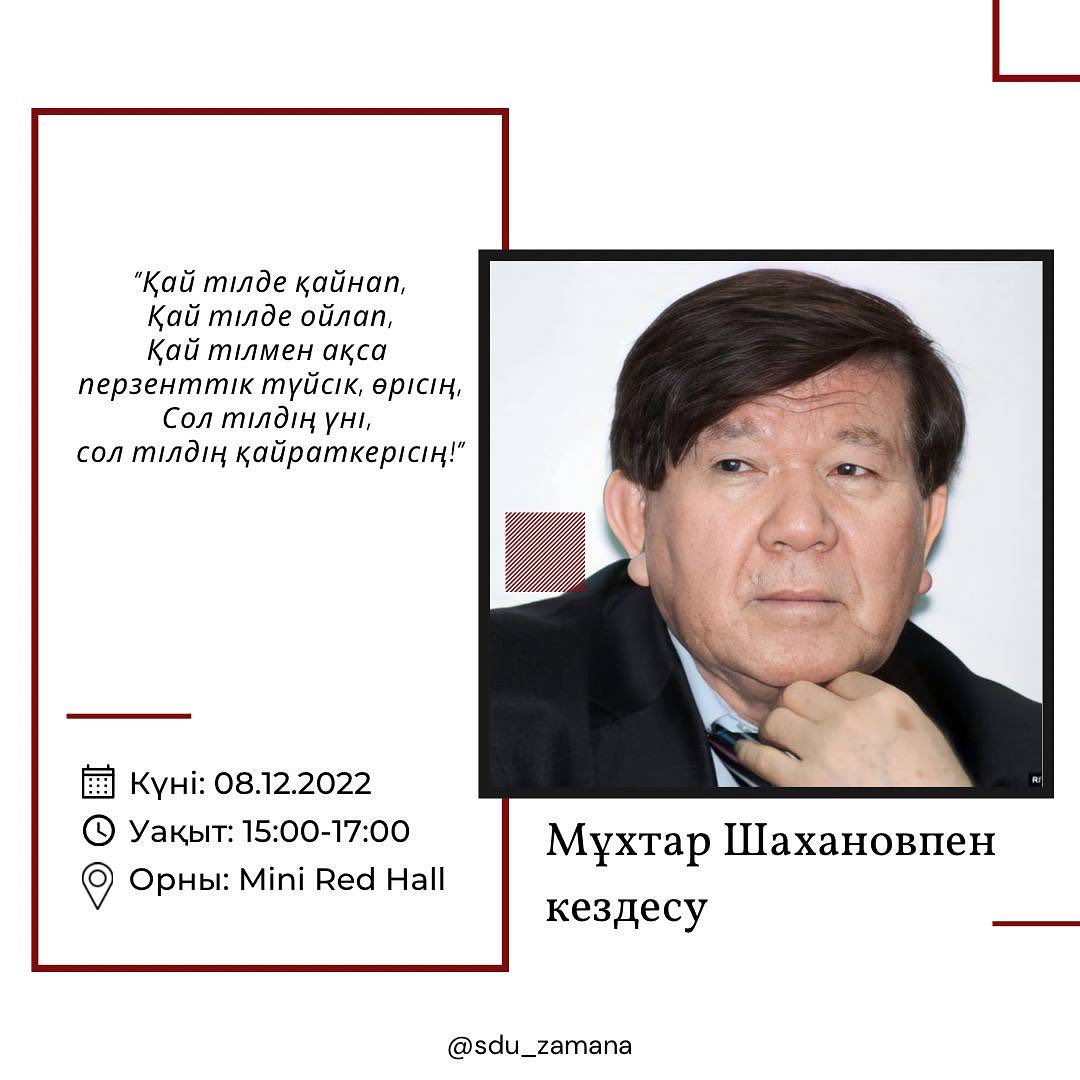 "Қай тілде қайнап,
Қай тілде ойлап,
Қай тілмен ақса
перзенттік түйсік, өрісің,
Сол тілдің үні,
сол тілдің қайраткерісің!"
Күні: 08.12.2022
Уақыт: 15:00-17:00
Орны: Mini Red Hall
Мұхтар Шахановпен
кездесу
@sdu_zamana